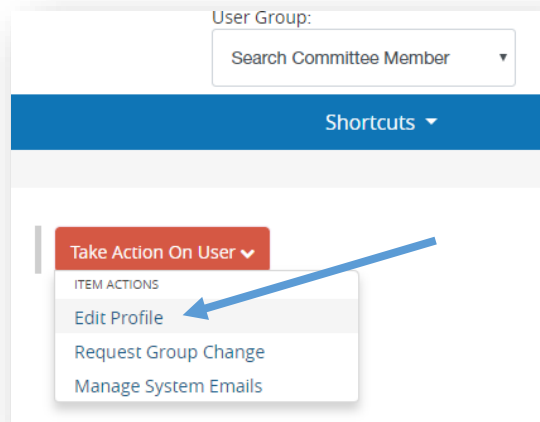 User Group:
Search Committee Member
Shortcuts
Take Action On User
ITEM ACTIONS
Edit Profile
Request Group Change
Manage System Emails